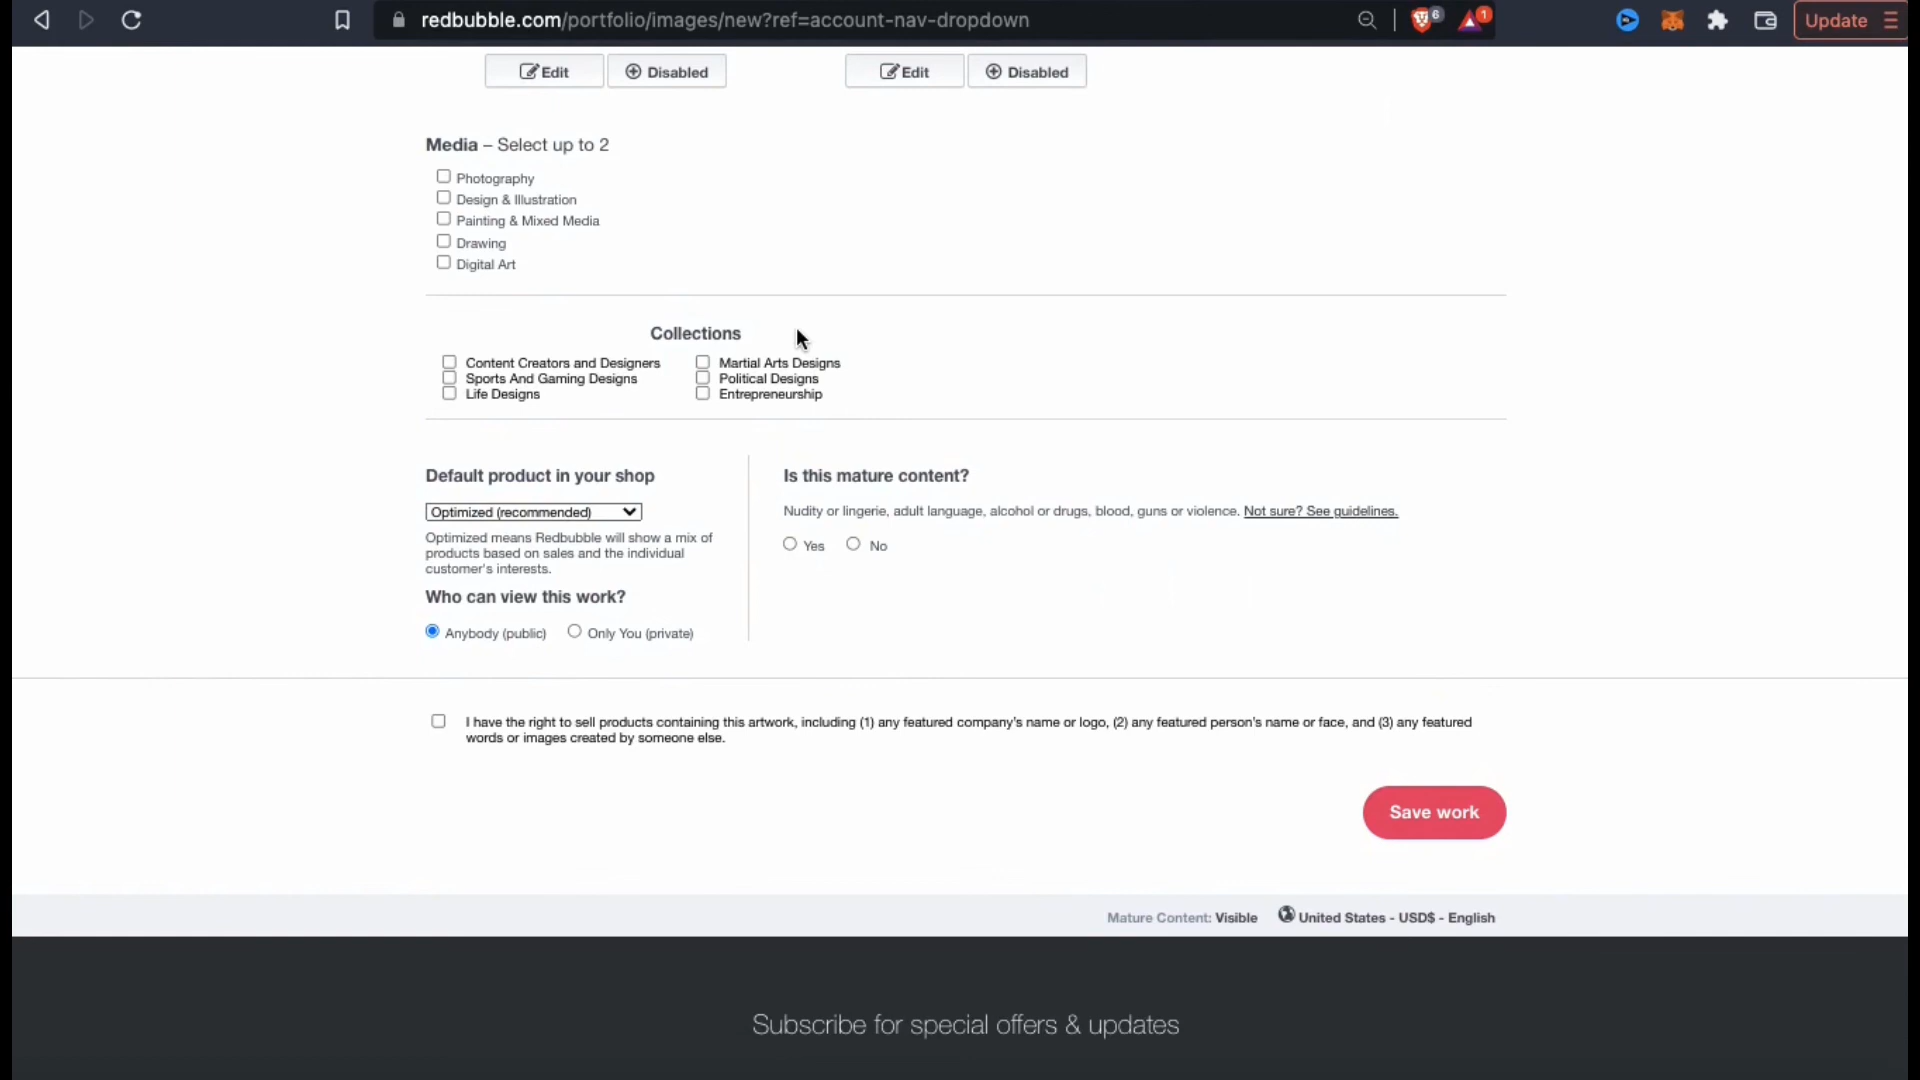 redbubble.com/portfolio/images/new?ref=account-nav-dropdown
6
1
Update
Edit
Disabled
Edit
Disabled
Media – Select up to 2
Photography
Design & Illustration
Painting & Mixed Media
Drawing
Digital Art
Collections
Content Creators and Designers
Sports And Gaming Designs
Life Designs
Martial Arts Designs
Political Designs
Entrepreneurship
Default product in your shop
Optimized (recommended)
Optimized means Redbubble will show a mix of
products based on sales and the individual
customer's interests.
Who can view this work?
Anybody (public) Only You (private)
Is this mature content?
Nudity or lingerie, adult language, alcohol or drugs, blood, guns or violence. Not sure? See guidelines.
Yes No
I have the right to sell products containing this artwork, including (1) any featured company's name or logo, (2) any featured person's name or face, and (3) any featured
words or images created by someone else.
Save work
Mature Content: Visible United States - USD$ - English
Subscribe for special offers & updates